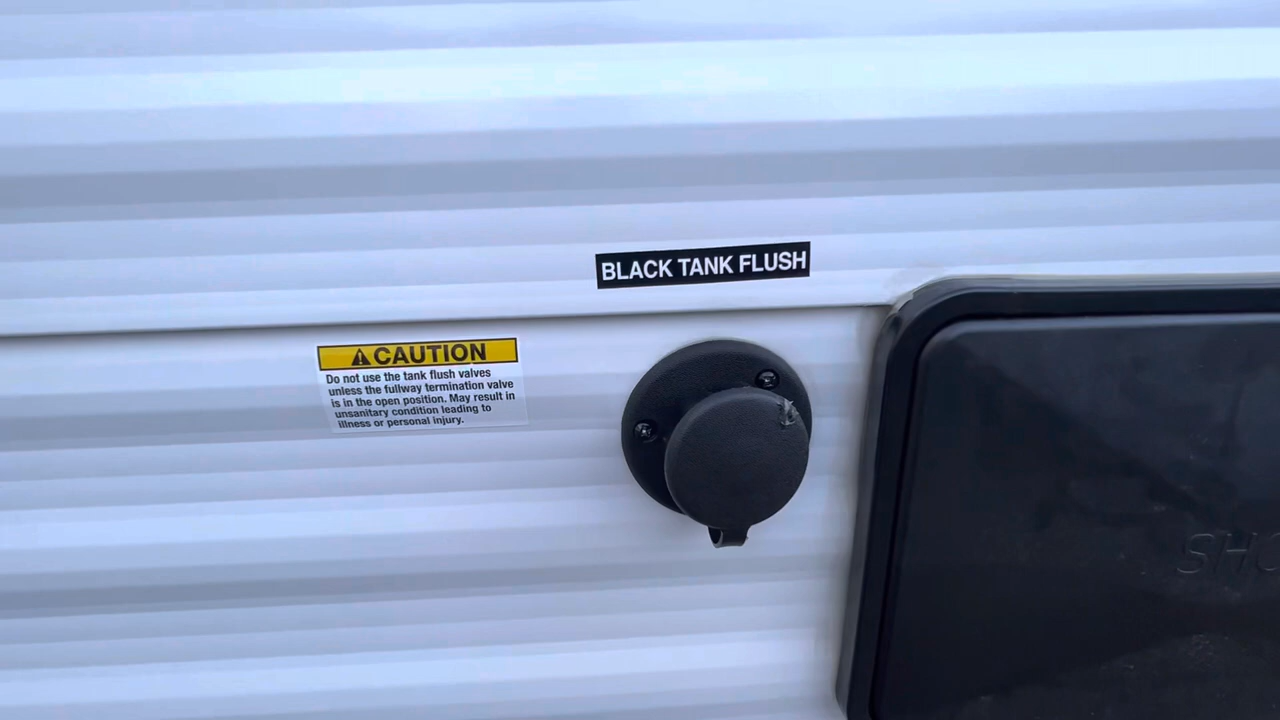 BLACK TANK FLUSH
CAUTION
Do not use the tank flush valves
unless the fullway termination valve
is in the open position. May result in
unsanitary condition leading to
illness or personal injury.